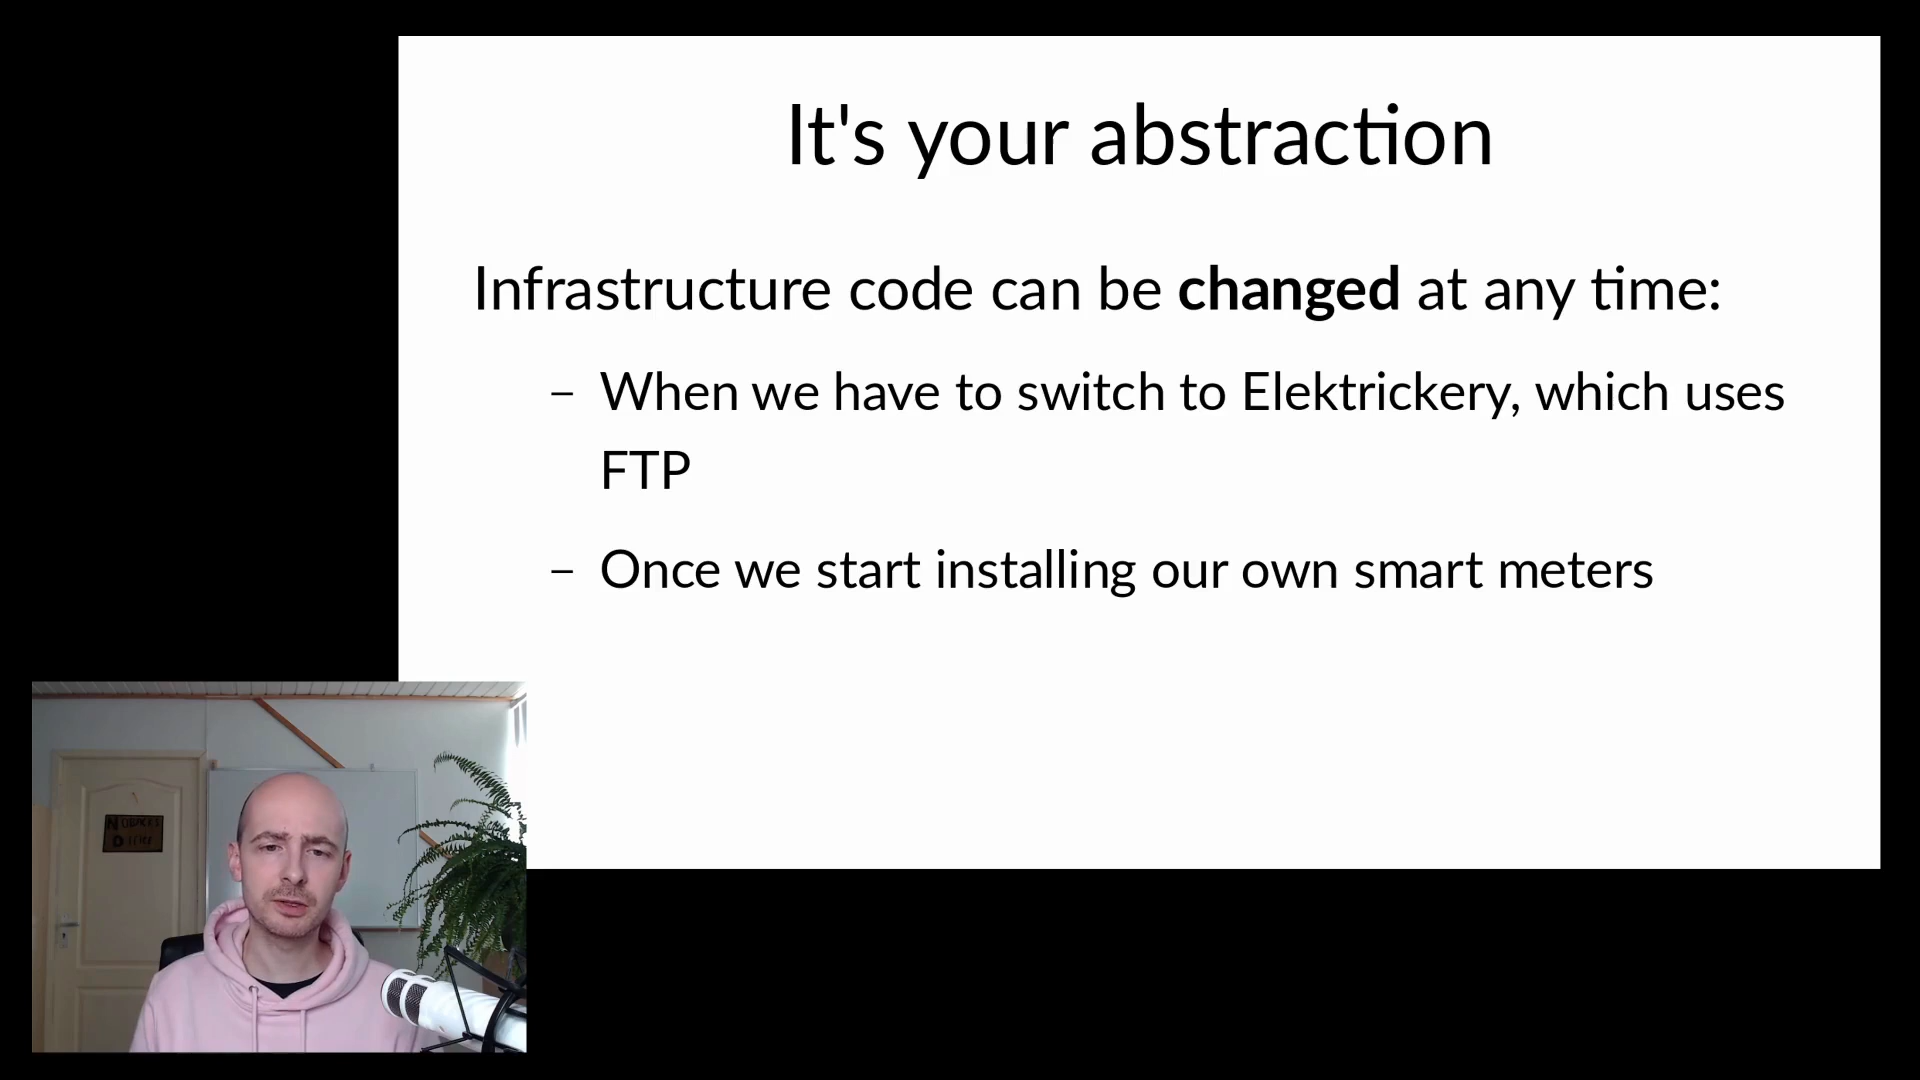 It's your abstraction
Infrastructure code can be changed at any time:
– When we have to switch to Elektrickery, which uses
FTP
– Once we start installing our own smart meters